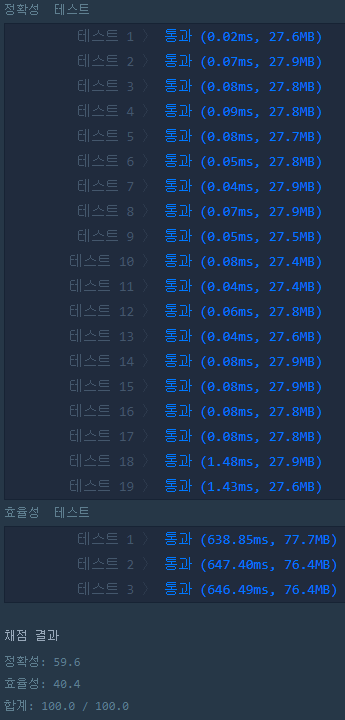 정확성 테스트
테스트 1 〉 통과 (0.02ms, 27.6MB)
테스트 2 〉 통과 (0.07ms, 27.9MB)
테스트 3 〉 통과 (0.08ms, 27.8MB)
테스트 4 〉 통과 (0.09ms, 27.8MB)
테스트 5 〉 통과 (0.08ms, 27.7MB)
테스트 6 〉 통과 (0.05ms, 27.8MB)
테스트 7 〉 통과 (0.04ms, 27.9MB)
테스트 8 〉 통과 (0.07ms, 27.9MB)
테스트 9 〉 통과 (0.05ms, 27.5MB)
테스트 10 〉 통과 (0.08ms, 27.4MB)
테스트 11 〉 통과 (0.04ms, 27.4MB)
테스트 12 〉 통과 (0.06ms, 27.8MB)
테스트 13 〉 통과 (0.04ms, 27.6MB)
테스트 14 〉 통과 (0.08ms, 27.9MB)
테스트 15 〉 통과 (0.08ms, 27.9MB)
테스트 16 〉 통과 (0.08ms, 27.8MB)
테스트 17 〉 통과 (0.08ms, 27.8MB)
테스트 18 〉 통과 (1.48ms, 27.9MB)
테스트 19 〉 통과 (1.43ms, 27.6MB)
효율성 테스트
테스트 1 〉 통과 (638.85ms, 77.7MB)
테스트 2 〉 통과 (647.40ms, 76.4MB)
테스트 3 〉 통과 (646.49ms, 76.4MB)
채점 결과
정확성: 59.6
효율성: 40.4
합계: 100.0 / 100.0